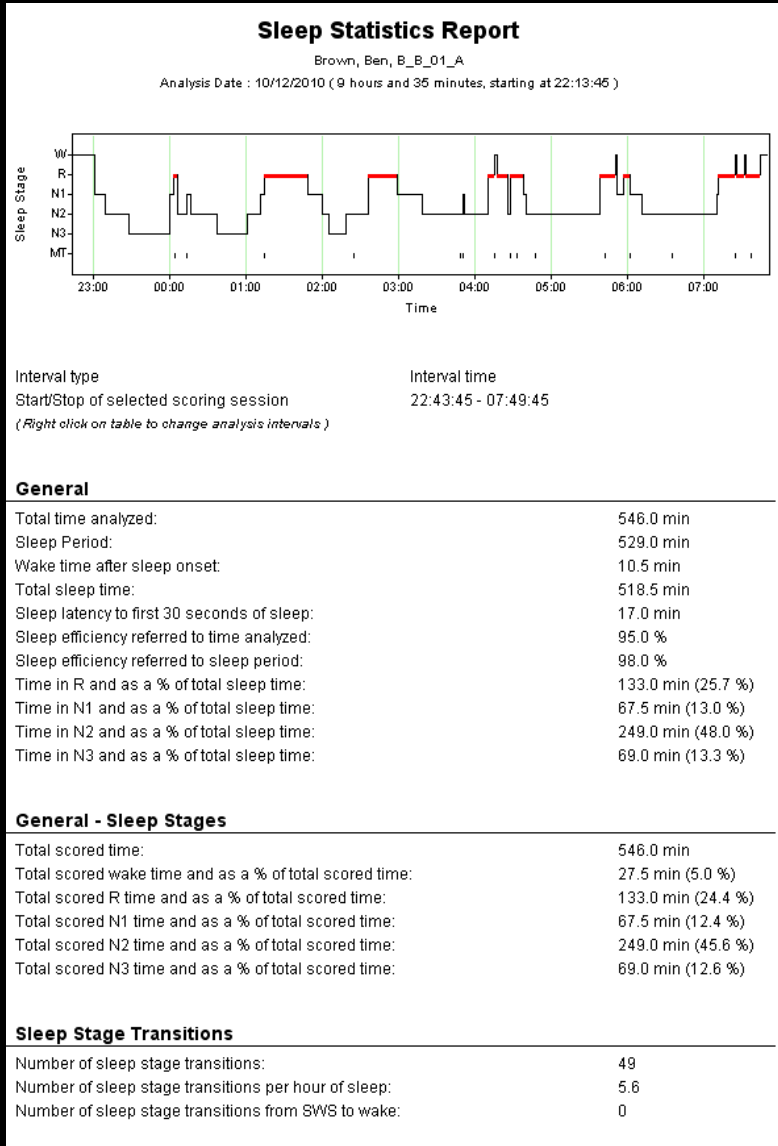 Sleep Statistics Report
Brown, Ben, B_B_01_A
Analysis Date : 10/12/2010 ( 9 hours and 35 minutes, starting at 22:13:45 )
Sleep Stage
W
R
N1
N2
N3
MT
23:00 00:00 01:00 02:00 03:00 04:00 05:00 06:00 07:00
Time
Interval type Interval time
Start/Stop of selected scoring session 22:43:45 - 07:49:45
( Right click on table to change analysis intervals )
General
Total time analyzed: 546.0 min
Sleep Period: 529.0 min
Wake time after sleep onset: 10.5 min
Total sleep time: 518.5 min
Sleep latency to first 30 seconds of sleep: 17.0 min
Sleep efficiency referred to time analyzed: 95.0 %
Sleep efficiency referred to sleep period: 98.0 %
Time in R and as a % of total sleep time: 133.0 min (25.7 %)
Time in N1 and as a % of total sleep time: 67.5 min (13.0 %)
Time in N2 and as a % of total sleep time: 249.0 min (48.0 %)
Time in N3 and as a % of total sleep time: 69.0 min (13.3 %)
General - Sleep Stages
Total scored time: 546.0 min
Total scored wake time and as a % of total scored time: 27.5 min (5.0 %)
Total scored R time and as a % of total scored time: 133.0 min (24.4 %)
Total scored N1 time and as a % of total scored time: 67.5 min (12.4 %)
Total scored N2 time and as a % of total scored time: 249.0 min (45.6 %)
Total scored N3 time and as a % of total scored time: 69.0 min (12.6 %)
Sleep Stage Transitions
Number of sleep stage transitions: 49
Number of sleep stage transitions per hour of sleep: 5.6
Number of sleep stage transitions from SWS to wake: 0